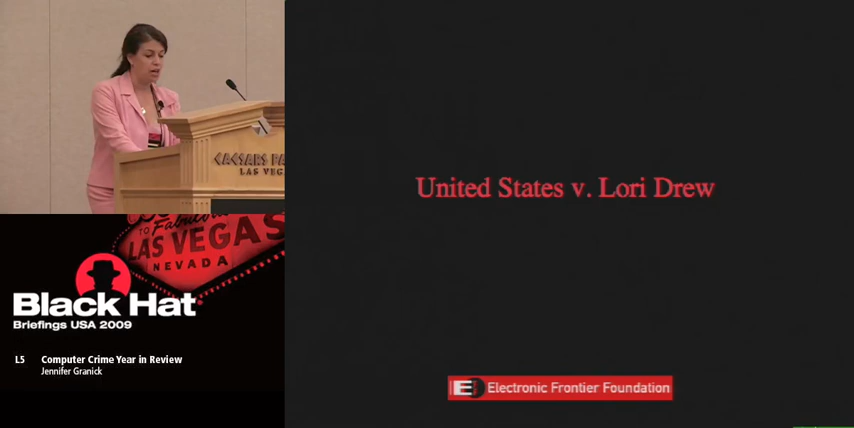 CAESARS PA
LAS VEG
TO Fabulous
LAS VEGAS
NEVADA
Black Hat
Briefings USA 2009
L5 Computer Crime Year in Review
Jennifer Granick
United States v. Lori Drew
Electronic Frontier Foundation